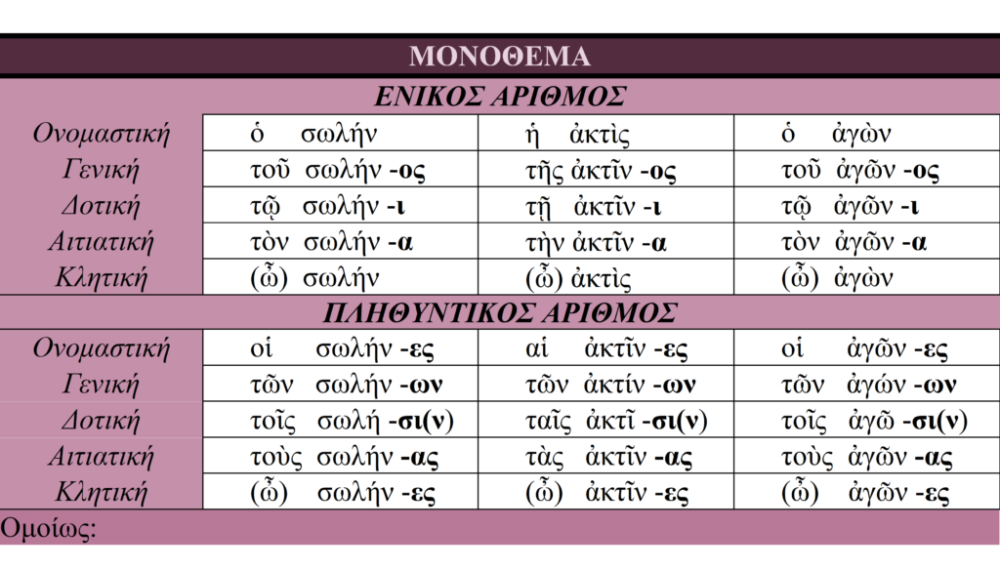 ΜΟΝΟΘΕΜΑ
ΕΝΙΚΟΣ ΑΡΙΘΜΟΣ
Ονομαστική ὁ σωλήν ἡ ἀκτὶς ὁ ἀγὼν
Γενική τοῦ σωλήν -ος τῆς ἀκτῖν -ος τοῦ ἀγῶν -ος
Δοτική τῷ σωλήν -ι τῇ ἀκτῖν -ι τῷ ἀγῶν -ι
Αιτιατική τὸν σωλήν -α τὴν ἀκτῖν -α τὸν ἀγῶν -α
Κλητική (ὦ) σωλήν (ὦ) ἀκτὶς (ὦ) ἀγὼν
ΠΛΗΘΥΝΤΙΚΟΣ ΑΡΙΘΜΟΣ
Ονομαστική οἱ σωλήν -ες αἱ ἀκτῖν -ες οἱ ἀγῶν -ες
Γενική τῶν σωλήν -ων τῶν ἀκτίν -ων τῶν ἀγών -ων
Δοτική τοῖς σωλή -σι(ν) ταῖς ἀκτῖ -σι(ν) τοῖς ἀγῶ -σι(ν)
Αιτιατική τοὺς σωλήν -ας τὰς ἀκτῖν -ας τοὺς ἀγῶν -ας
Κλητική (ὦ) σωλήν -ες (ὦ) ἀκτῖν -ες (ὦ) ἀγῶν -ες
Ομοίως: